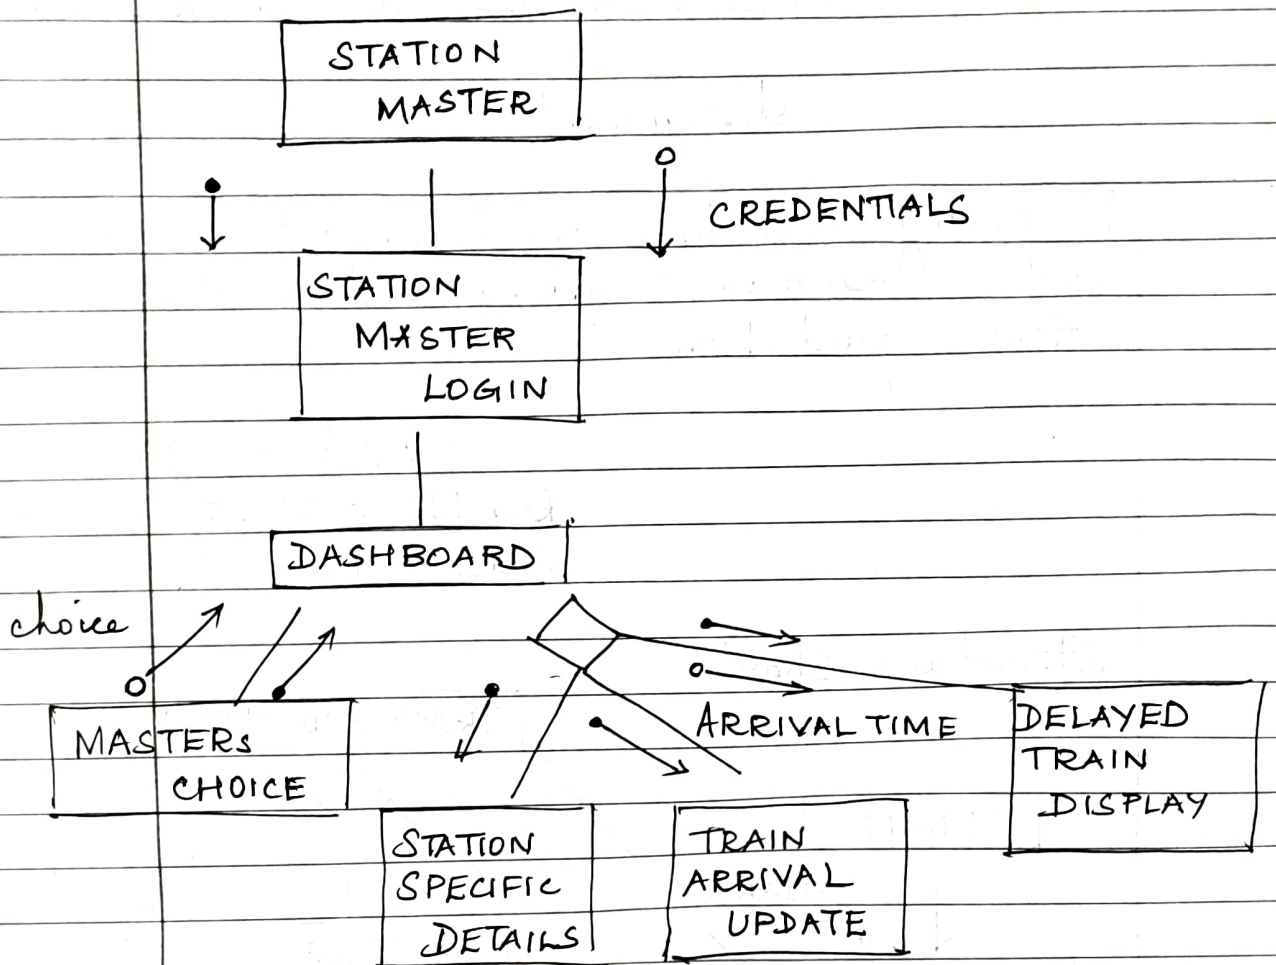 STATION
MASTER
CREDENTIALS
STATION
MASTER
LOGIN
DASHBOARD
choice
MASTERS
CHOICE
ARRIVAL TIME
DELAYED
TRAIN
DISPLAY
STATION
SPECIFIC
DETAILS
TRAIN
ARRIVAL
UPDATE